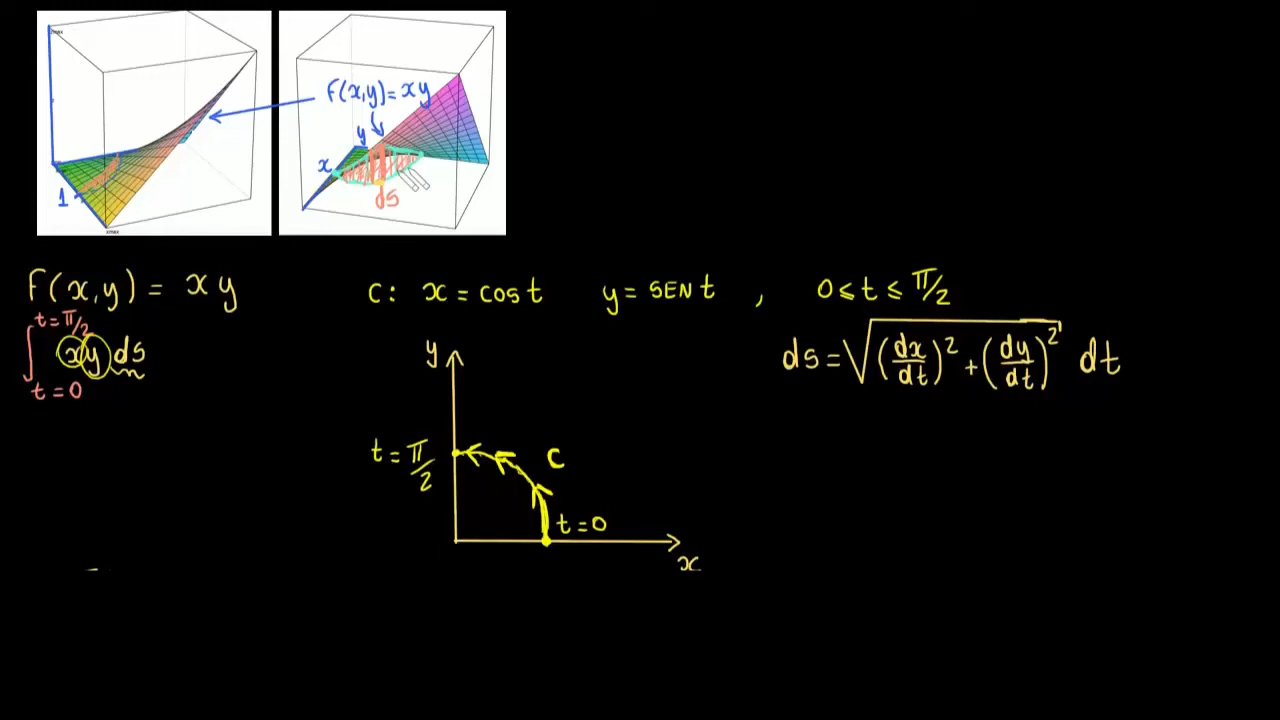 F(x,y) = xy
y
x
1
ds
F(x,y) = xy
C: x = cos t   y = SEN t , 0 ≤ t ≤ π/2
∫_{t=0}^{t=π/2} xy ds
ds = √((dx/dt)² + (dy/dt)²) dt
y
t = π/2
C
t = 0
x